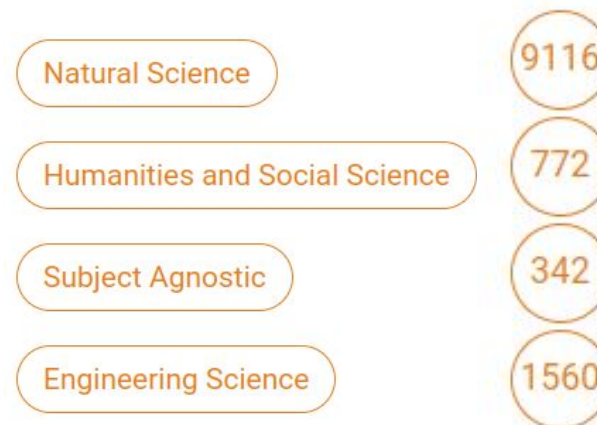 Natural Science 9116
Humanities and Social Science 772
Subject Agnostic 342
Engineering Science 1560